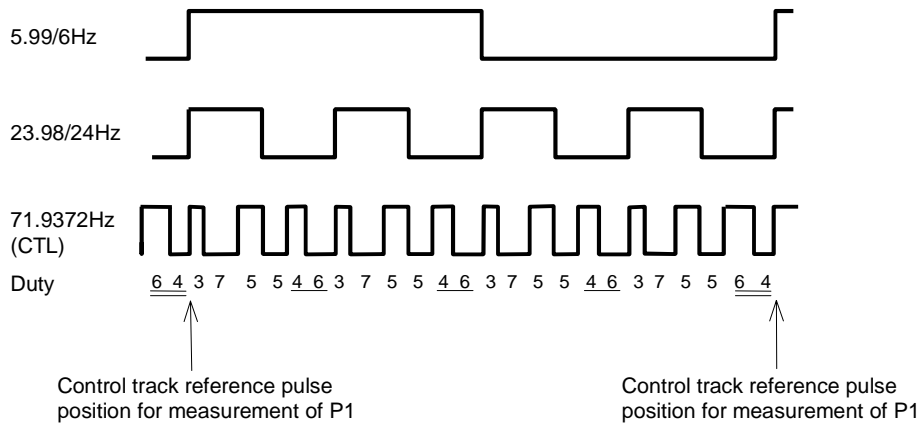 5.99/6Hz
23.98/24Hz
71.9372Hz
(CTL)
Duty 6 4 3 7 5 5 4 6 3 7 5 5 4 6 3 7 5 5 4 6 3 7 5 5 6 4
Control track reference pulse
position for measurement of P1
Control track reference pulse
position for measurement of P1